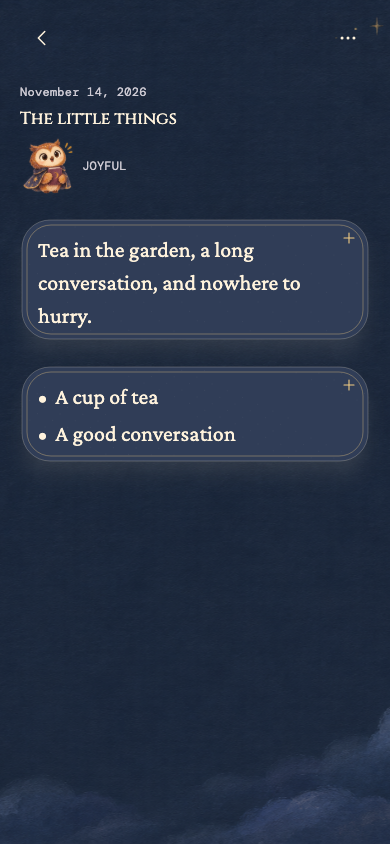 November 14, 2026
The little things
JOYFUL
Tea in the garden, a long
conversation, and nowhere to
hurry.
• A cup of tea
• A good conversation